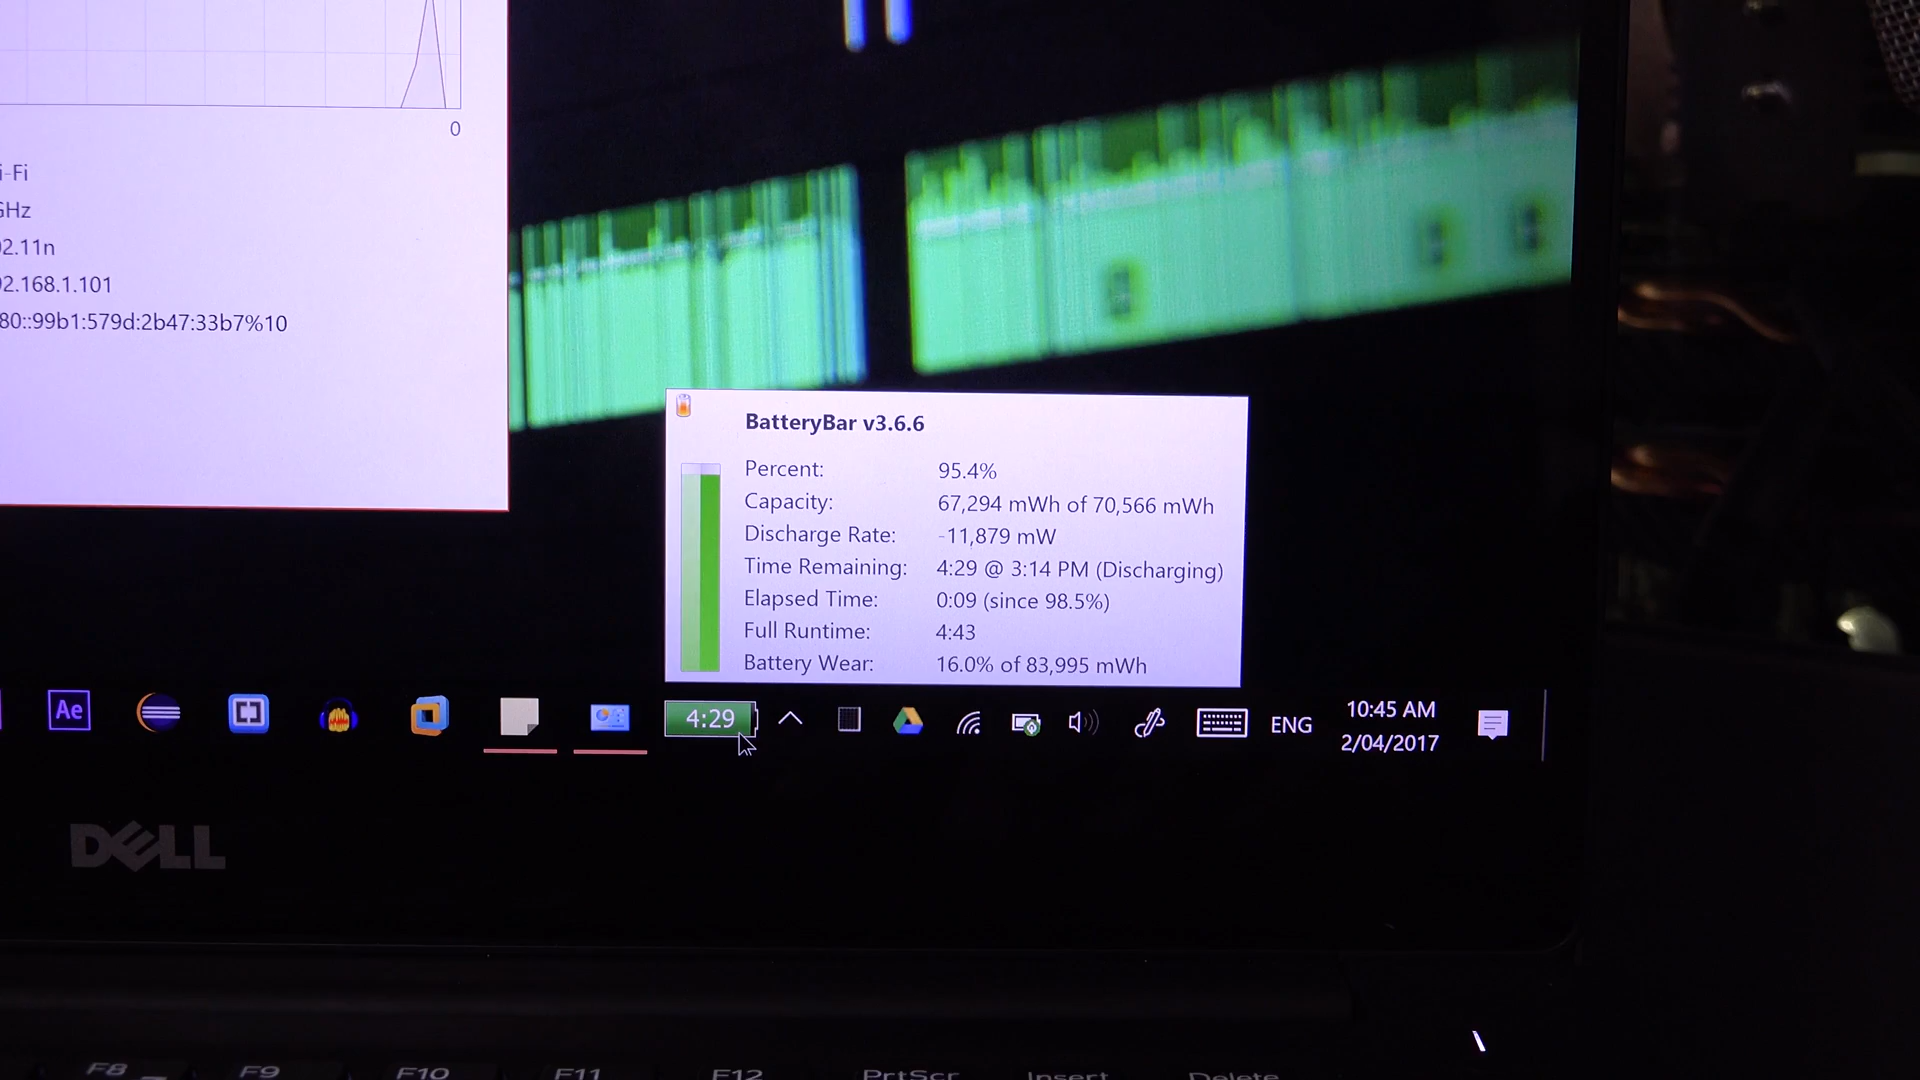 0
i-Fi
GHz
02.11n
92.168.1.101
80::99b1:579d:2b47:33b7%10
BatteryBar v3.6.6
Percent: 95.4%
Capacity: 67,294 mWh of 70,566 mWh
Discharge Rate: -11,879 mW
Time Remaining: 4:29 @ 3:14 PM (Discharging)
Elapsed Time: 0:09 (since 98.5%)
Full Runtime: 4:43
Battery Wear: 16.0% of 83,995 mWh
Ae
4:29
ENG
10:45 AM
2/04/2017
DELL
F8 F9 F10 F11 F12 PrtScr Insert Delete